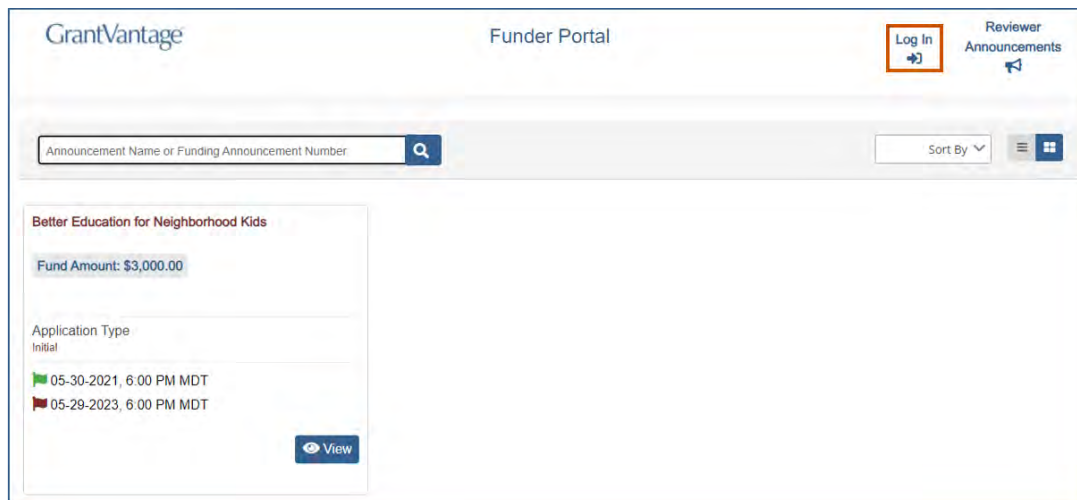 GrantVantage
Funder Portal
Log In
Reviewer
Announcements
Announcement Name or Funding Announcement Number
Sort By
Better Education for Neighborhood Kids
Fund Amount: $3,000.00
Application Type
Initial
05-30-2021, 6:00 PM MDT
05-29-2023, 6:00 PM MDT
View